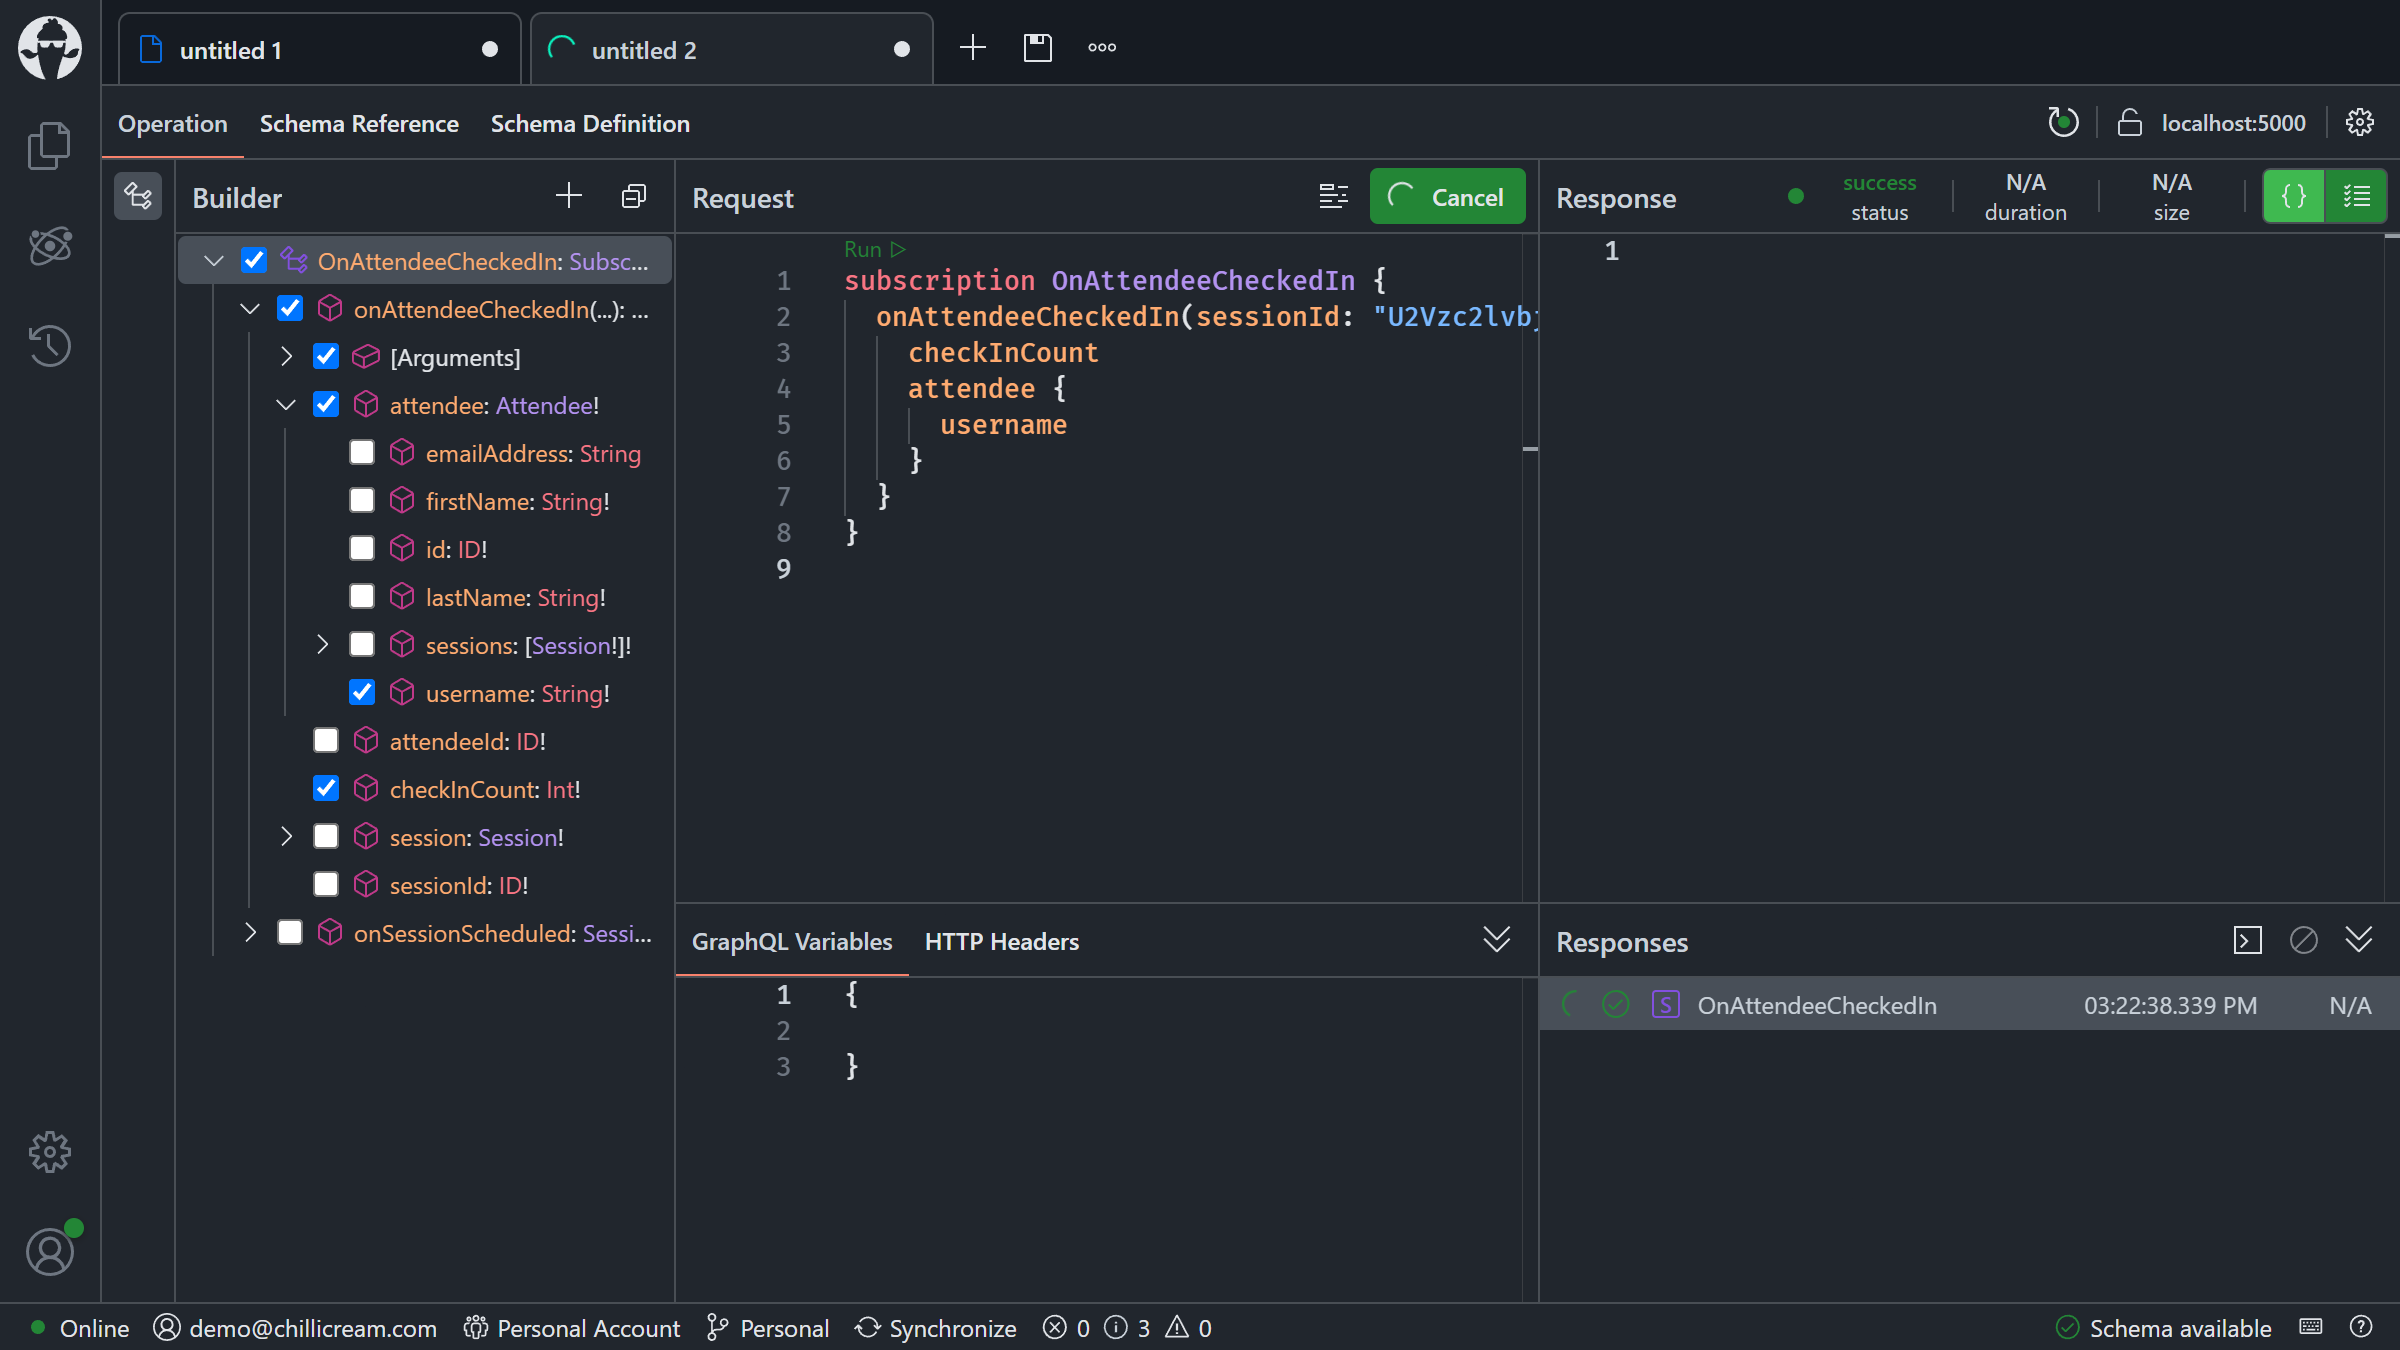 untitled 1
untitled 2
Operation
Schema Reference
Schema Definition
localhost:5000
Builder
OnAttendeeCheckedIn: Subsc...
onAttendeeCheckedIn(...): ...
[Arguments]
attendee: Attendee!
emailAddress: String
firstName: String!
id: ID!
lastName: String!
sessions: [Session!]!
username: String!
attendeeId: ID!
checkInCount: Int!
session: Session!
sessionId: ID!
onSessionScheduled: Sessi...
Request
Cancel
Run
1 subscription OnAttendeeCheckedIn {
2 onAttendeeCheckedIn(sessionId: "U2Vzc2lvbj
3 checkInCount
4 attendee {
5 username
6 }
7 }
8 }
9
GraphQL Variables
HTTP Headers
1 {
2
3 }
Response
success
status
N/A
duration
N/A
size
{ }
1
Responses
S OnAttendeeCheckedIn 03:22:38.339 PM N/A
Online
demo@chillicream.com
Personal Account
Personal
Synchronize
0
3
0
Schema available